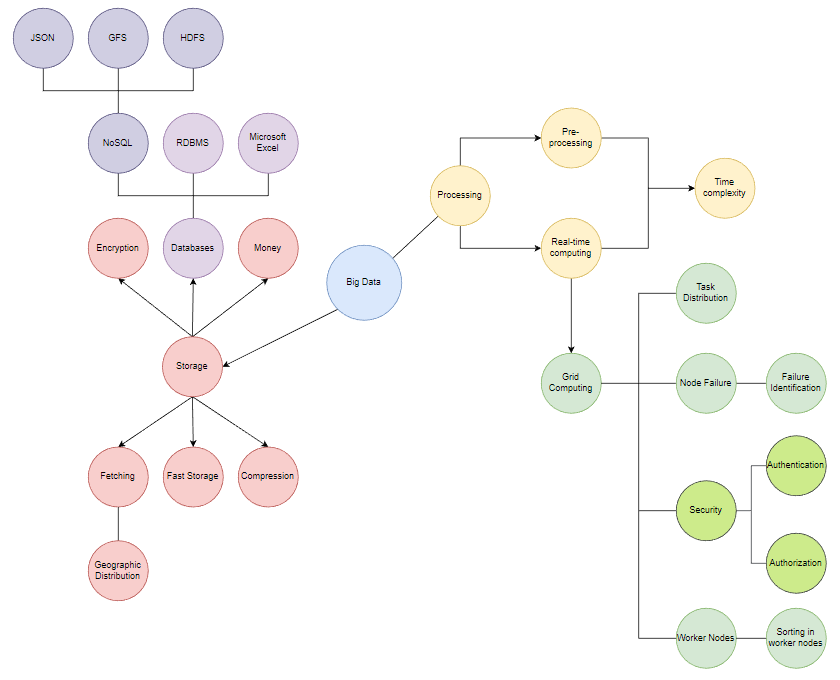 JSON
GFS
HDFS
NoSQL
RDBMS
Microsoft
Excel
Pre-
processing
Processing
Time
complexity
Encryption
Databases
Money
Real-time
computing
Big Data
Task
Distribution
Storage
Grid
Computing
Node Failure
Failure
Identification
Fetching
Fast Storage
Compression
Authentication
Security
Geographic
Distribution
Authorization
Worker Nodes
Sorting in
worker nodes